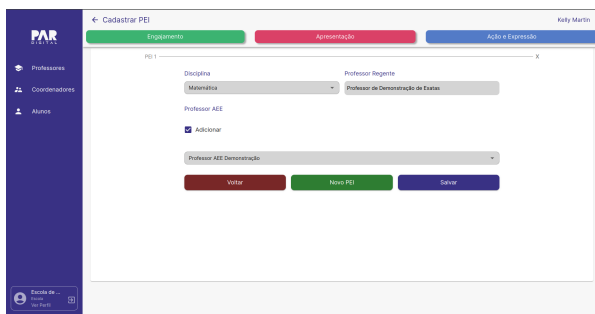 PAR
DIGITAL
Professores
Coordenadores
Alunos
Escola de ...
Escola
Ver Perfil
← Cadastrar PEI
Kelly Martin
Engajamento
Apresentação
Ação e Expressão
PEI 1
X
Disciplina
Professor Regente
Matemática
Professor de Demonstração de Exatas
Professor AEE
Adicionar
Professor AEE Demonstração
Voltar
Novo PEI
Salvar